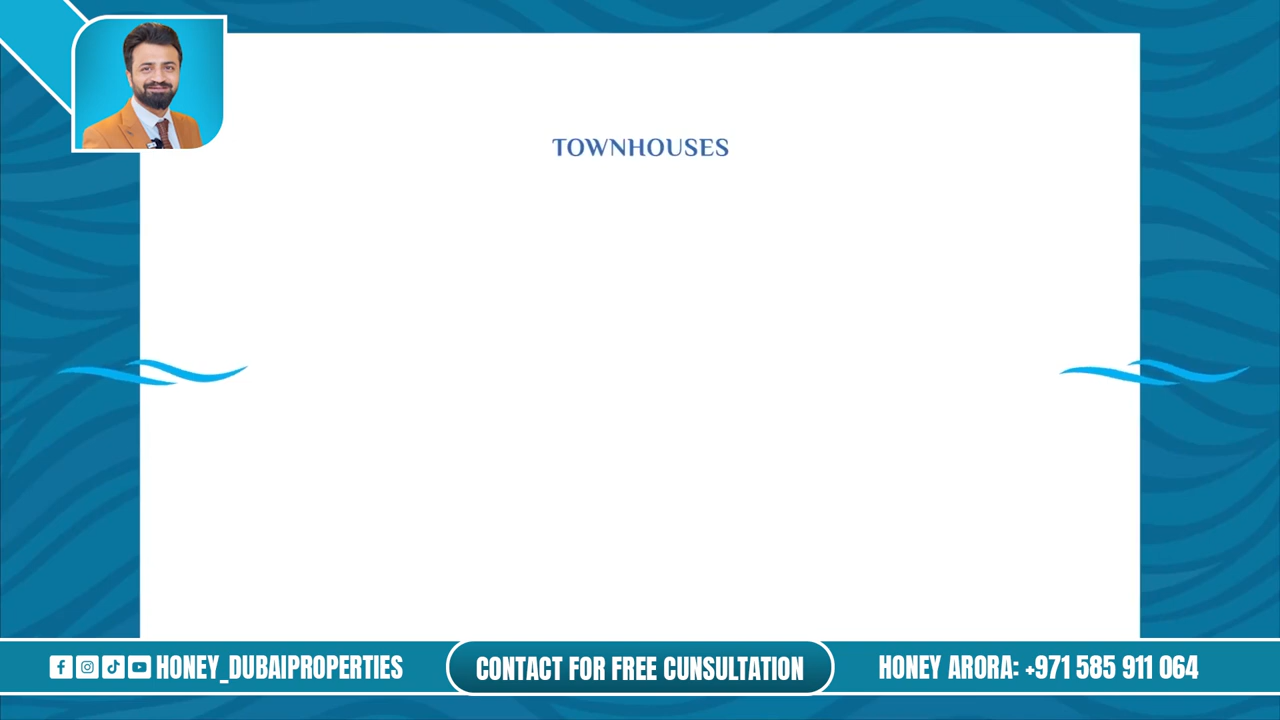 TOWNHOUSES
HONEY_DUBAIPROPERTIES
CONTACT FOR FREE CUNSULTATION
HONEY ARORA: +971 585 911 064